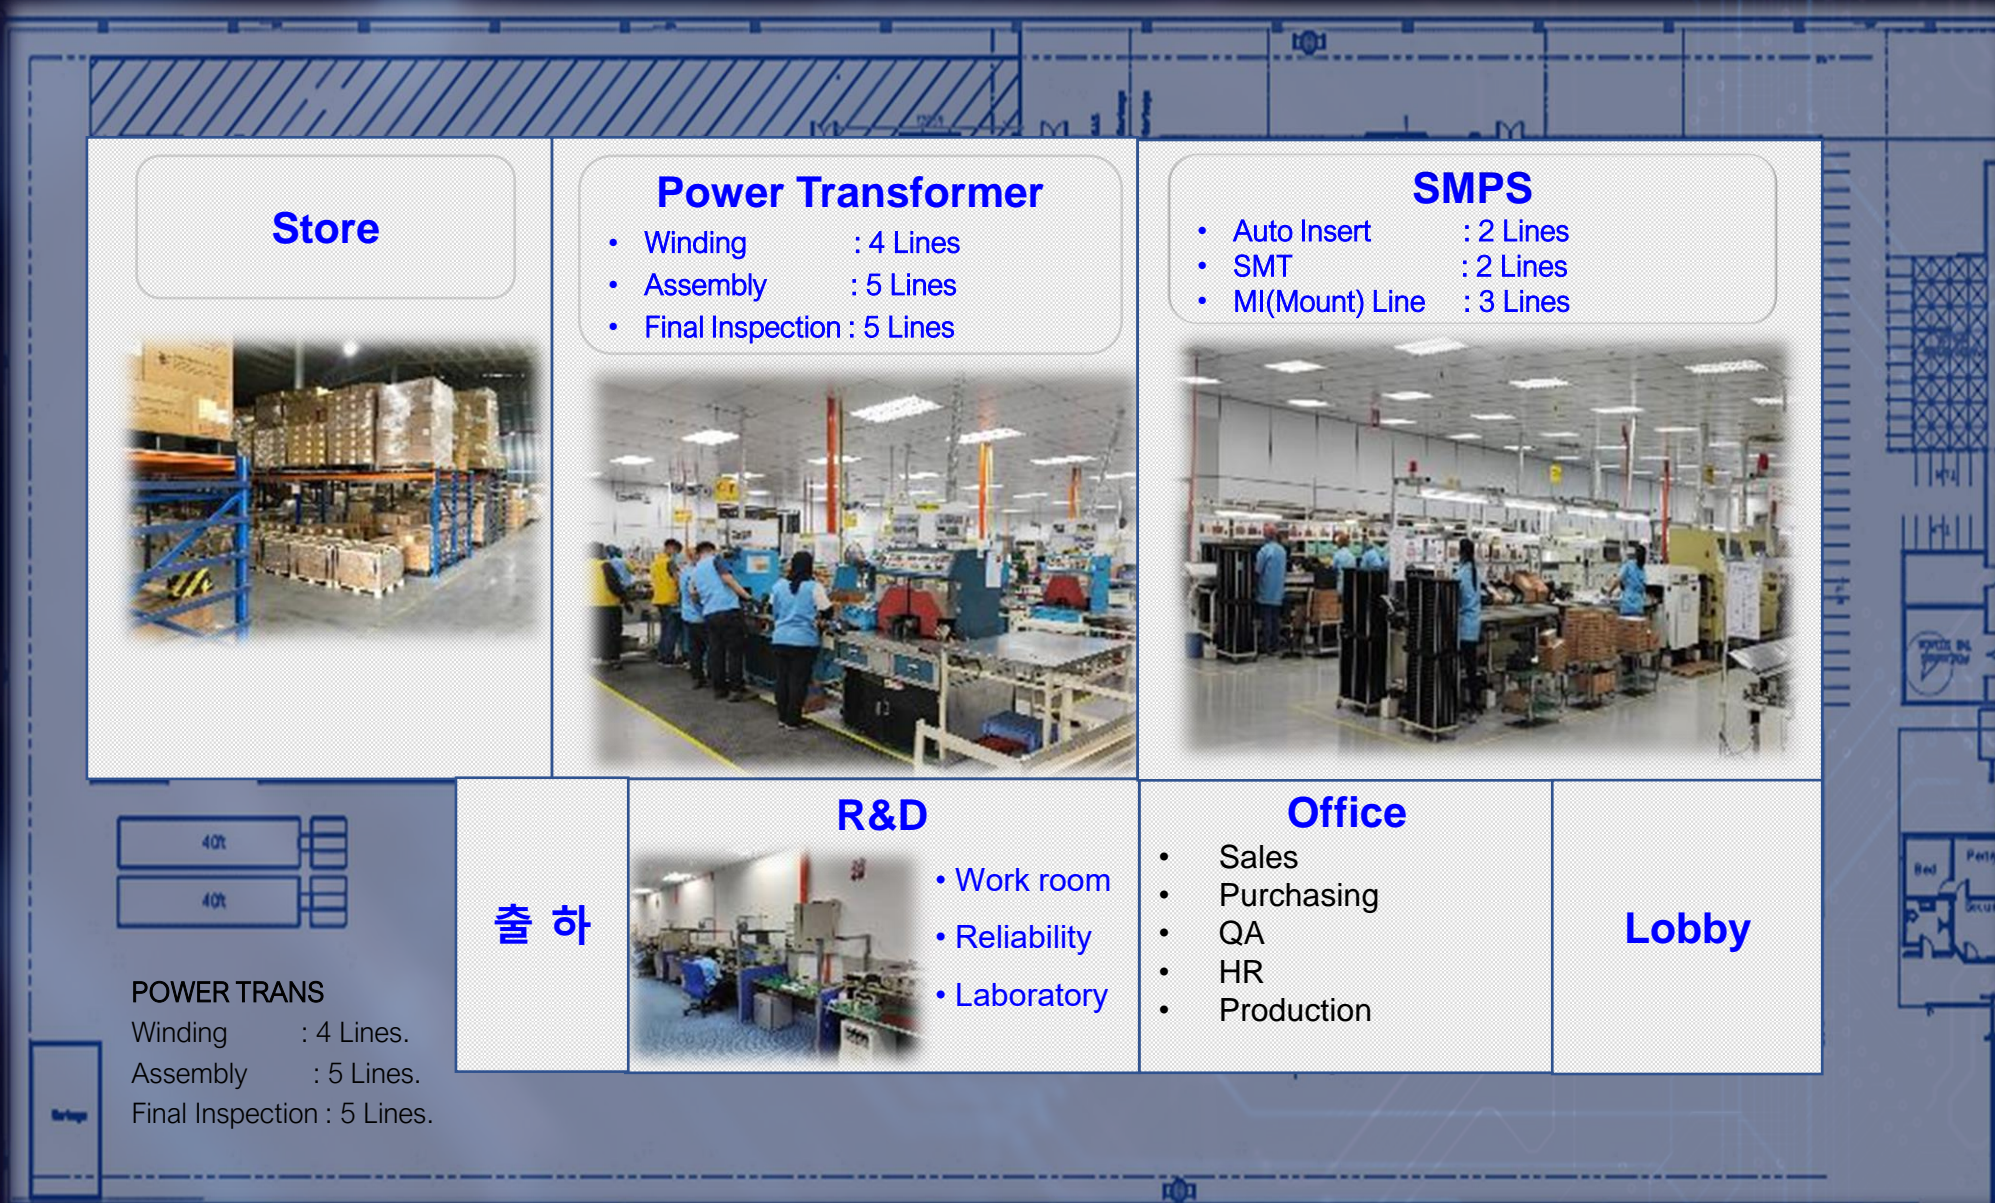 Store
Power Transformer
• Winding : 4 Lines
• Assembly : 5 Lines
• Final Inspection : 5 Lines
SMPS
• Auto Insert : 2 Lines
• SMT : 2 Lines
• MI(Mount) Line : 3 Lines
40ft
40ft
출 하
R&D
• Work room
• Reliability
• Laboratory
Office
• Sales
• Purchasing
• QA
• HR
• Production
Lobby
POWER TRANS
Winding : 4 Lines.
Assembly : 5 Lines.
Final Inspection : 5 Lines.